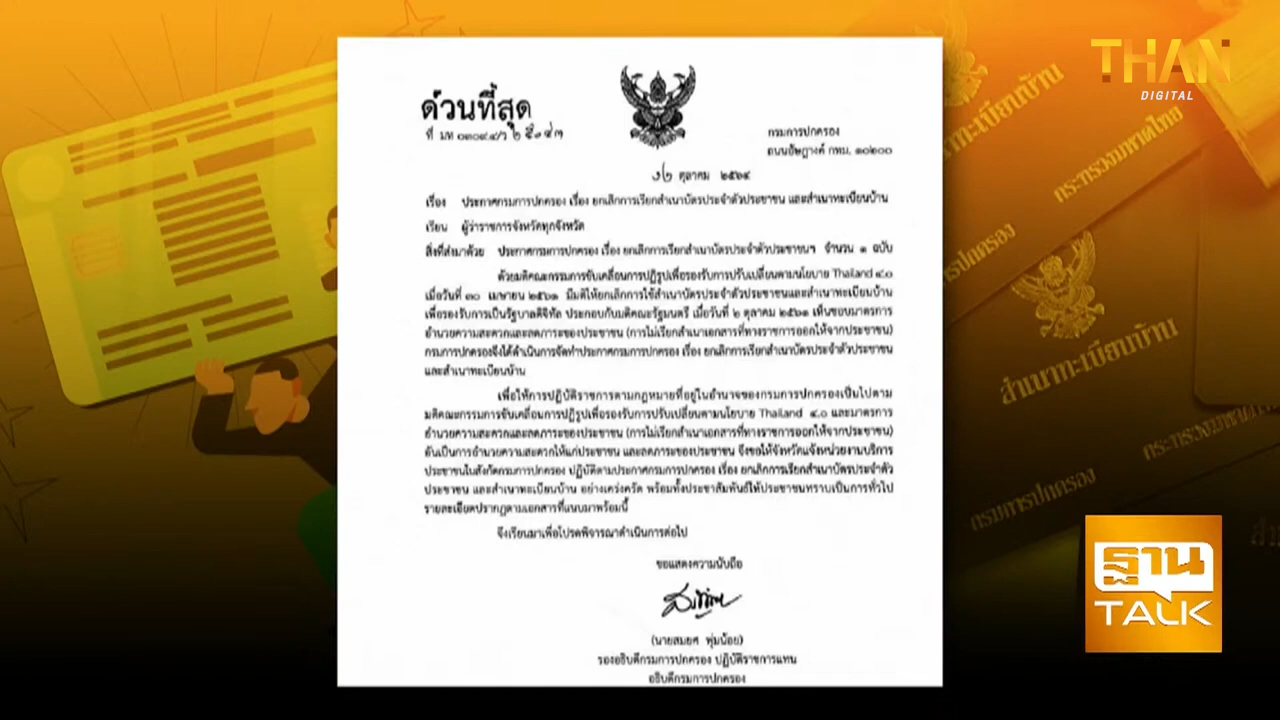 THAN
DIGITAL
ด่วนที่สุด
ที่ มท ๐๓๐๙.๔/ว
กรมการปกครอง
ถนนอัษฎางค์ กทม. ๑๐๒๐๐
๑๒ ตุลาคม ๒๕๖๔
เรื่อง ประกาศกรมการปกครอง เรื่อง ยกเลิกการเรียกสำเนาบัตรประจำตัวประชาชน และสำเนาทะเบียนบ้าน
เรียน ผู้ว่าราชการจังหวัดทุกจังหวัด
สิ่งที่ส่งมาด้วย ประกาศกรมการปกครอง เรื่อง ยกเลิกการเรียกสำเนาบัตรประจำตัวประชาชนฯ จำนวน ๑ ฉบับ
ด้วยมติคณะกรรมการขับเคลื่อนการปฏิรูปเพื่อรองรับการปรับเปลี่ยนตามนโยบาย Thailand ๔.๐
เมื่อวันที่ ๓๐ เมษายน ๒๕๖๑ มีมติให้ยกเลิกการใช้สำเนาบัตรประจำตัวประชาชนและสำเนาทะเบียนบ้าน
เพื่อรองรับการเป็นรัฐบาลดิจิทัล ประกอบกับมติคณะรัฐมนตรี เมื่อวันที่ ๒ ตุลาคม ๒๕๖๑ เห็นชอบมาตรการ
อำนวยความสะดวกและลดภาระของประชาชน (การไม่เรียกสำเนาเอกสารที่ทางราชการออกให้จากประชาชน)
กรมการปกครองจึงได้ดำเนินการจัดทำประกาศกรมการปกครอง เรื่อง ยกเลิกการเรียกสำเนาบัตรประจำตัวประชาชน
และสำเนาทะเบียนบ้าน
เพื่อให้การปฏิบัติราชการตามกฎหมายที่อยู่ในอำนาจของกรมการปกครองเป็นไปตาม
มติคณะกรรมการขับเคลื่อนการปฏิรูปเพื่อรองรับการปรับเปลี่ยนตามนโยบาย Thailand ๔.๐ และมาตรการ
อำนวยความสะดวกและลดภาระของประชาชน (การไม่เรียกสำเนาเอกสารที่ทางราชการออกให้จากประชาชน)
อันเป็นการอำนวยความสะดวกให้แก่ประชาชน และลดภาระของประชาชน จึงขอให้จังหวัดแจ้งหน่วยงานบริการ
ประชาชนในสังกัดกรมการปกครอง ปฏิบัติตามประกาศกรมการปกครอง เรื่อง ยกเลิกการเรียกสำเนาบัตรประจำตัว
ประชาชน และสำเนาทะเบียนบ้าน อย่างเคร่งครัด พร้อมทั้งประชาสัมพันธ์ให้ประชาชนทราบเป็นการทั่วไป
รายละเอียดปรากฏตามเอกสารที่แนบมาพร้อมนี้
จึงเรียนมาเพื่อโปรดพิจารณาดำเนินการต่อไป
ขอแสดงความนับถือ
(นายสมยศ พุ่มน้อย)
รองอธิบดีกรมการปกครอง ปฏิบัติราชการแทน
อธิบดีกรมการปกครอง
กระทรวงมหาดไทย
สำเนาทะเบียนบ้าน
กรมการปกครอง
ฐาน
TALK